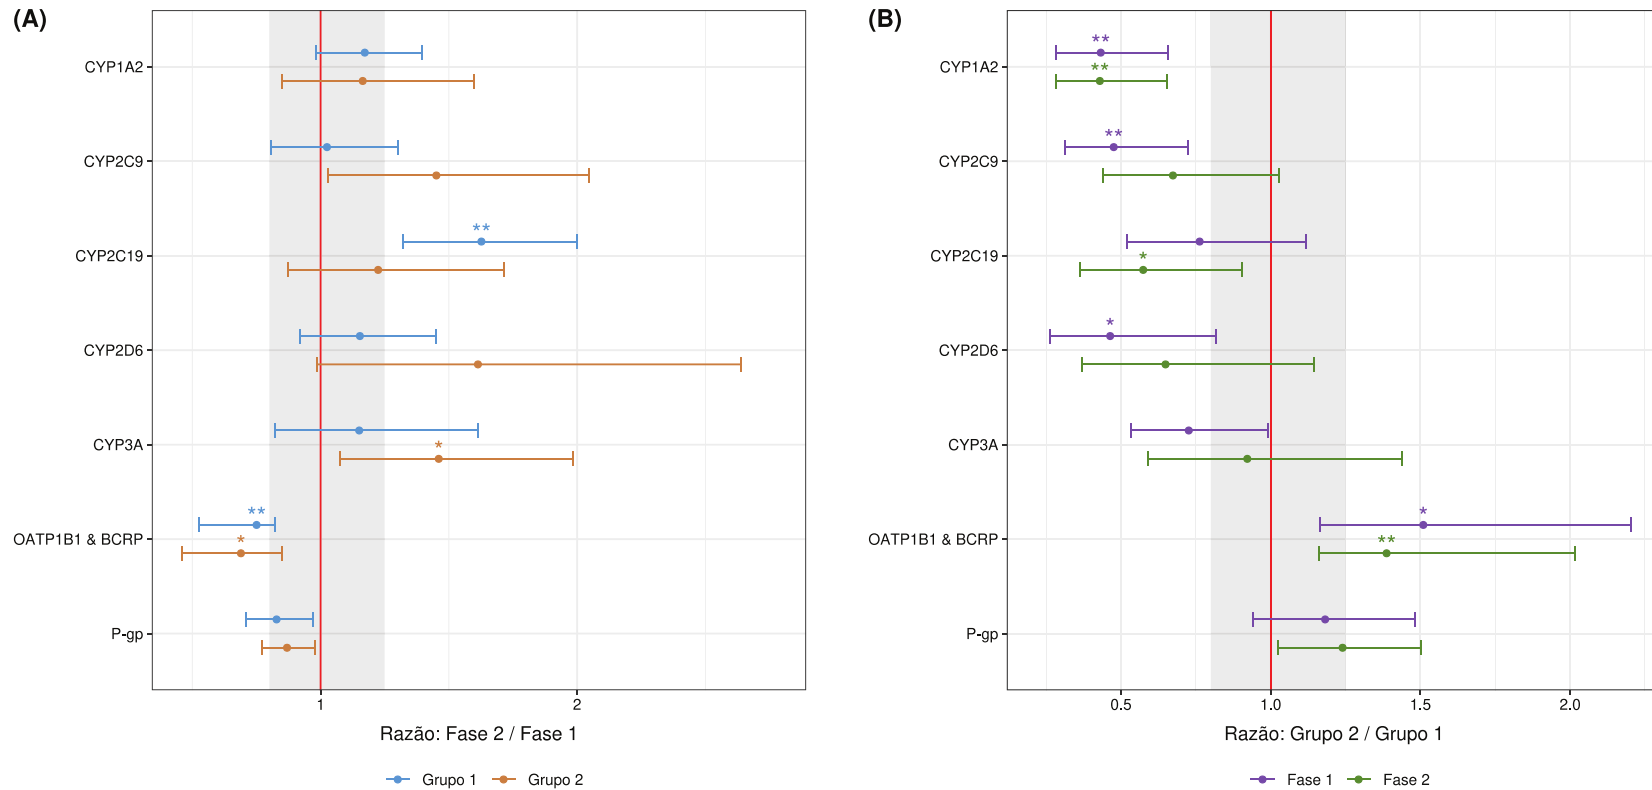 (A)
CYP1A2
**
CYP2C9
CYP2C19
**
CYP2D6
CYP3A
*
OATP1B1 & BCRP
**
*
P-gp
1 2
Razão: Fase 2 / Fase 1
Grupo 1 Grupo 2
(B)
**
CYP1A2
**
**
CYP2C9
CYP2C19
*
*
CYP2D6
CYP3A
*
OATP1B1 & BCRP
**
P-gp
0.5 1.0 1.5 2.0
Razão: Grupo 2 / Grupo 1
Fase 1 Fase 2